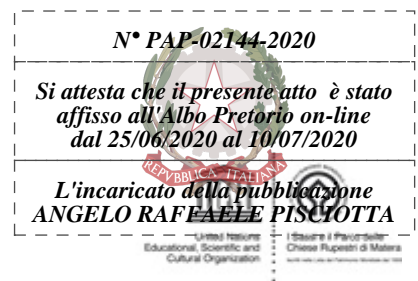 N° PAP-02144-2020
Si attesta che il presente atto è stato
affisso all'Albo Pretorio on-line
dal 25/06/2020 al 10/07/2020
REPVBBLICA ITALIANA
L'incaricato della pubblicazione
ANGELO RAFFAELE PISCIOTTA
United Nations
Educational, Scientific and
Cultural Organization
I Sassi e il Parco delle
Chiese Rupestri di Matera